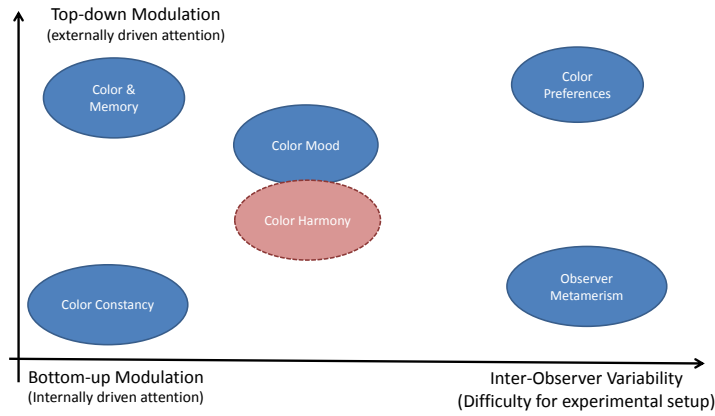 Top-down Modulation
(externally driven attention)
Color &
Memory
Color
Preferences
Color Mood
Color Harmony
Color Constancy
Observer
Metamerism
Bottom-up Modulation
(Internally driven attention)
Inter-Observer Variability
(Difficulty for experimental setup)